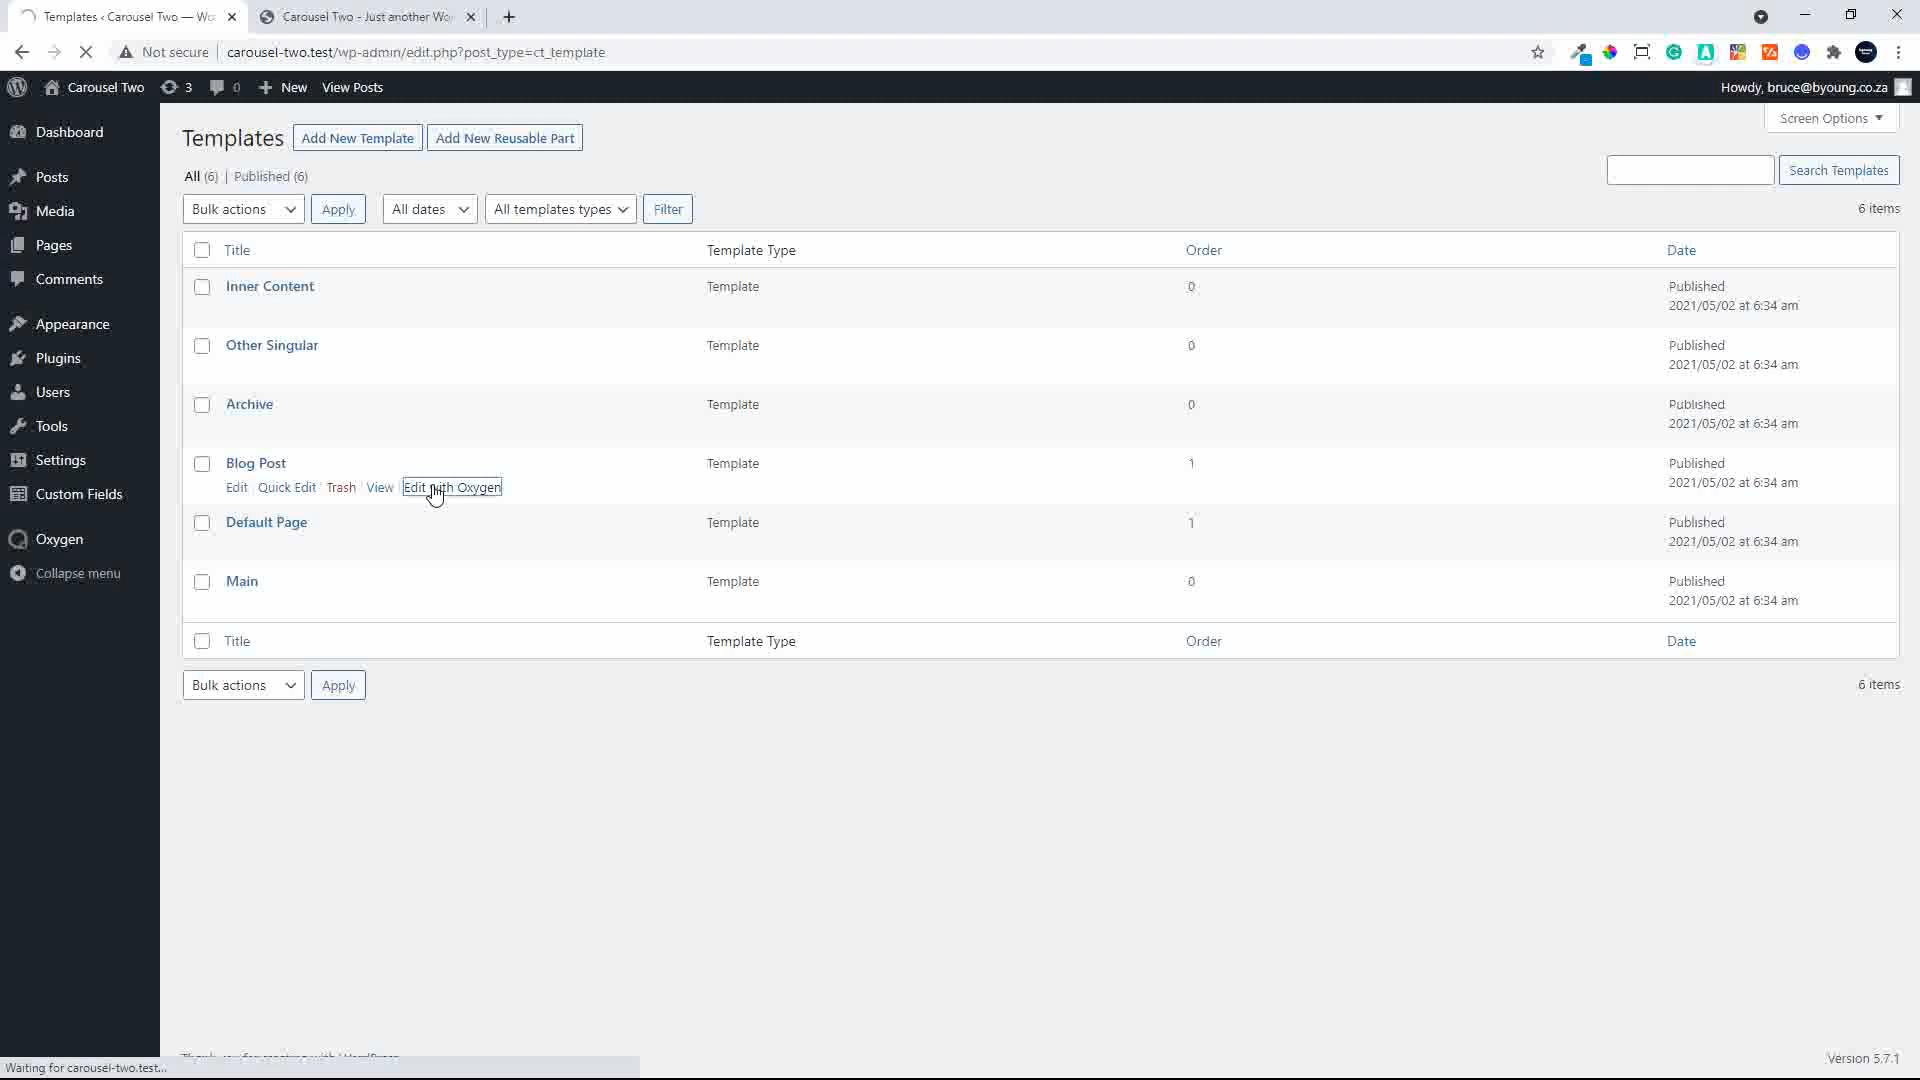 Templates ‹ Carousel Two — Wo
Carousel Two - Just another Wo
Not secure
carousel-two.test/wp-admin/edit.php?post_type=ct_template
Carousel Two 3 0 New View Posts
Howdy, bruce@byoung.co.za
Dashboard
Posts
Media
Pages
Comments
Appearance
Plugins
Users
Tools
Settings
Custom Fields
Oxygen
Collapse menu
Screen Options
Templates Add New Template Add New Reusable Part
All (6) | Published (6)
Search Templates
Bulk actions Apply All dates All templates types Filter
6 items
Title Template Type Order Date
Inner Content Template 0 Published
2021/05/02 at 6:34 am
Other Singular Template 0 Published
2021/05/02 at 6:34 am
Archive Template 0 Published
2021/05/02 at 6:34 am
Blog Post Template 1 Published
Edit | Quick Edit | Trash | View | Edit with Oxygen 2021/05/02 at 6:34 am
Default Page Template 1 Published
2021/05/02 at 6:34 am
Main Template 0 Published
2021/05/02 at 6:34 am
Title Template Type Order Date
Bulk actions Apply
6 items
Version 5.7.1
Waiting for carousel-two.test...